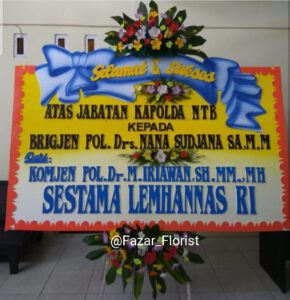 Selamat & Sukses
ATAS JABATAN KAPOLDA NTB
KEPADA
BRIGJEN POL. Drs. NANA SUDJANA SA.M.M
Dari:
KOMJEN POL. Dr. M. IRIAWAN. SH. MM.. MH
SESTAMA LEMHANNAS RI
@Fazar_Florist